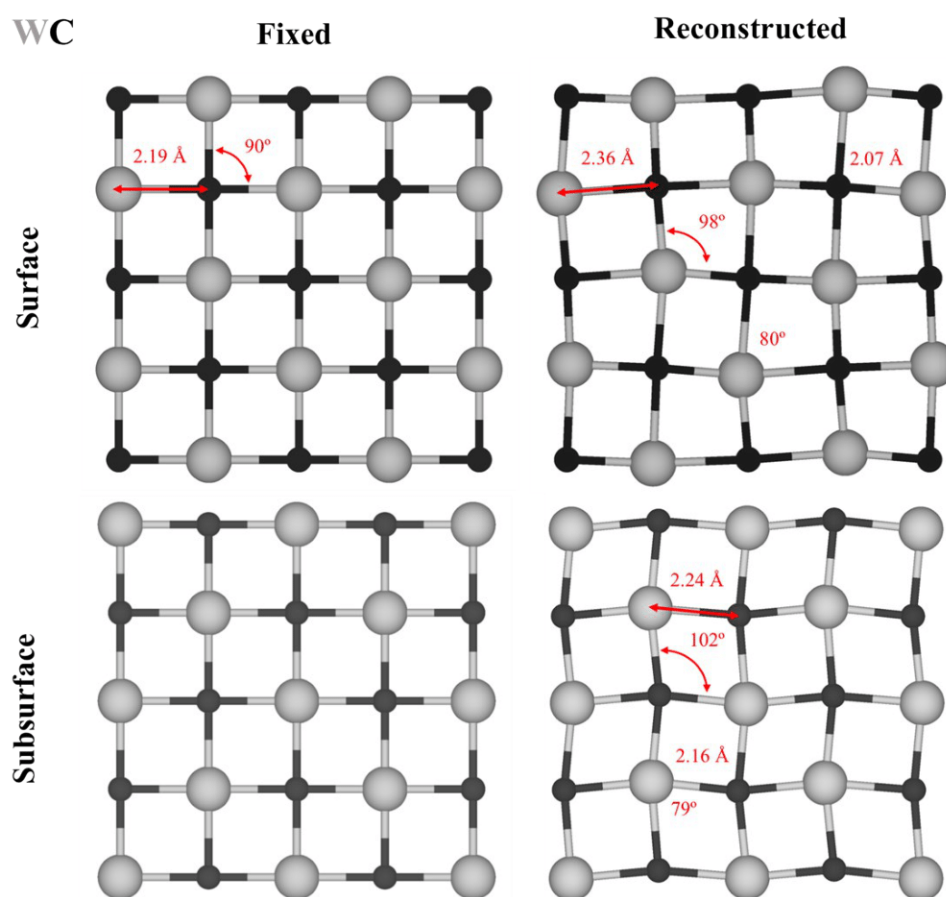 WC
Fixed
Reconstructed
Surface
2.19 Å
90º
2.36 Å
2.07 Å
98º
80º
Subsurface
2.24 Å
102º
2.16 Å
79º